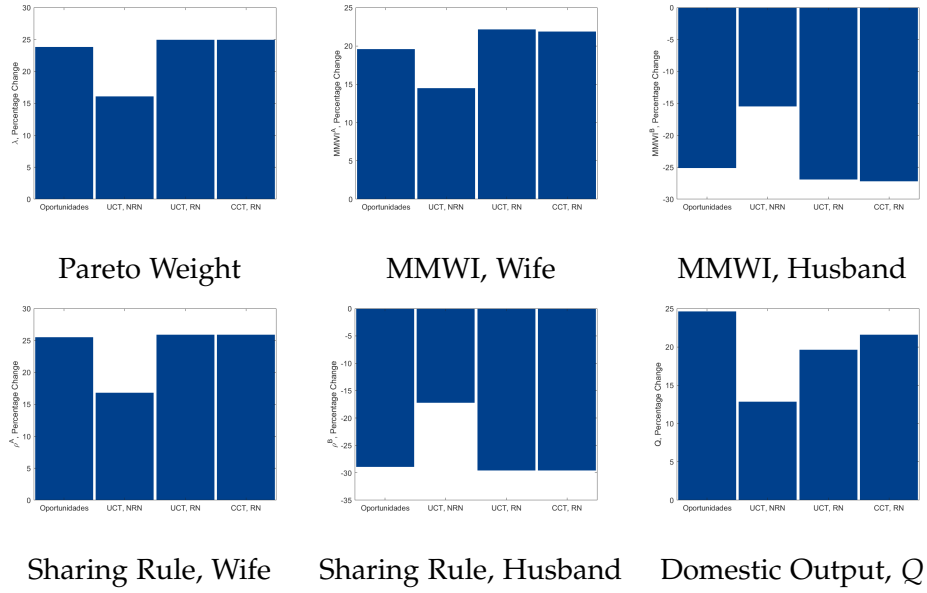 30
25
20
15
10
5
0
λ, Percentage Change
Oportunidades UCT, NRN UCT, RN CCT, RN
Pareto Weight
25
20
15
10
5
0
MMWI^A, Percentage Change
Oportunidades UCT, NRN UCT, RN CCT, RN
MMWI, Wife
0
-5
-10
-15
-20
-25
-30
MMWI^B, Percentage Change
Oportunidades UCT, NRN UCT, RN CCT, RN
MMWI, Husband
30
25
20
15
10
5
0
ρ^A, Percentage Change
Oportunidades UCT, NRN UCT, RN CCT, RN
Sharing Rule, Wife
0
-5
-10
-15
-20
-25
-30
-35
ρ^B, Percentage Change
Oportunidades UCT, NRN UCT, RN CCT, RN
Sharing Rule, Husband
25
20
15
10
5
0
Q, Percentage Change
Oportunidades UCT, NRN UCT, RN CCT, RN
Domestic Output, Q